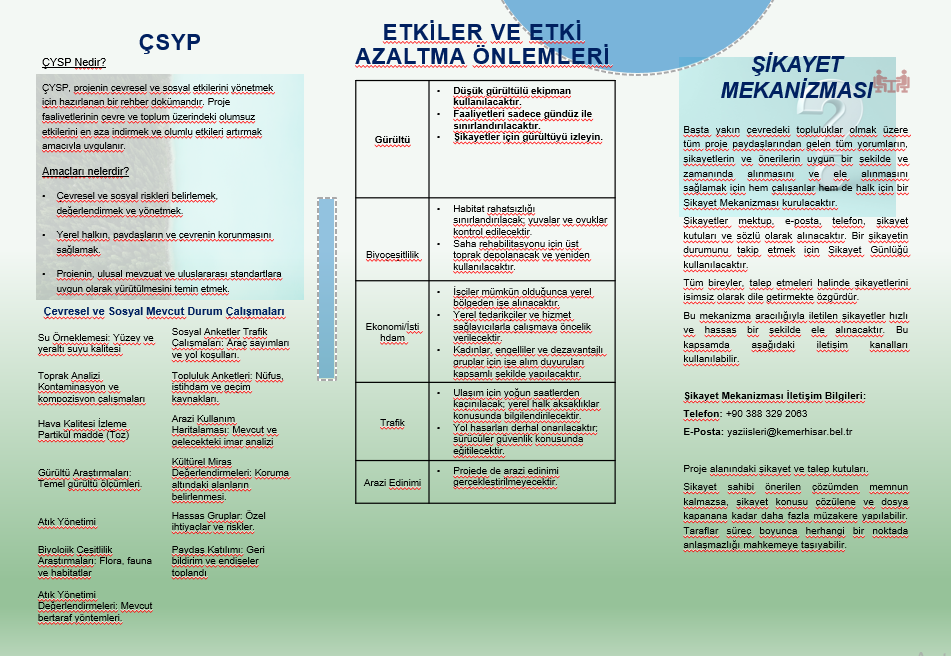 ÇSYP
ÇYSP Nedir?
ÇYSP, projenin çevresel ve sosyal etkilerini yönetmek
için hazırlanan bir rehber dokümandır. Proje
faaliyetlerinin çevre ve toplum üzerindeki olumsuz
etkilerini en aza indirmek ve olumlu etkileri artırmak
amacıyla uygulanır.
Amaçları nelerdir?
• Çevresel ve sosyal riskleri belirlemek,
değerlendirmek ve yönetmek.
• Yerel halkın, paydaşların ve çevrenin korunmasını
sağlamak.
• Projenin, ulusal mevzuat ve uluslararası standartlara
uygun olarak yürütülmesini temin etmek.
Çevresel ve Sosyal Mevcut Durum Çalışmaları
Su Örneklemesi: Yüzey ve
yeraltı suyu kalitesi
Sosyal Anketler Trafik
Çalışmaları: Araç sayımları
ve yol koşulları.
Toprak Analizi
Kontaminasyon ve
kompozisyon çalışmaları
Topluluk Anketleri: Nüfus,
istihdam ve geçim
kaynakları.
Hava Kalitesi İzleme
Partikül madde (Toz)
Arazi Kullanım
Haritalaması: Mevcut ve
gelecekteki imar analizi
Gürültü Araştırmaları:
Temel gürültü ölçümleri.
Kültürel Miras
Değerlendirmeleri: Koruma
altındaki alanların
belirlenmesi.
Atık Yönetimi
Hassas Gruplar: Özel
ihtiyaçlar ve riskler.
Biyolojik Çeşitlilik
Araştırmaları: Flora, fauna
ve habitatlar
Paydaş Katılımı: Geri
bildirim ve endişeler
toplandı
Atık Yönetimi
Değerlendirmeleri: Mevcut
bertaraf yöntemleri.
ETKİLER VE ETKİ
AZALTMA ÖNLEMLERİ
Gürültü
• Düşük gürültülü ekipman
kullanılacaktır.
• Faaliyetleri sadece gündüz ile
sınırlandırılacaktır.
• Şikayetler için gürültüyü izleyin.
Biyoçeşitlilik
• Habitat rahatsızlığı
sınırlandırılacak; yuvalar ve ovuklar
kontrol edilecektir.
• Saha rehabilitasyonu için üst
toprak depolanacak ve yeniden
kullanılacaktır.
Ekonomi/İsti
hdam
• İşçiler mümkün olduğunca yerel
bölgeden işe alınacaktır.
• Yerel tedarikçiler ve hizmet
sağlayıcılarla çalışmaya öncelik
verilecektir.
• Kadınlar, engelliler ve dezavantajlı
gruplar için işe alım duyuruları
kapsamlı şekilde yapılacaktır.
Trafik
• Ulaşım için yoğun saatlerden
kaçınılacak; yerel halk aksaklıklar
konusunda bilgilendirilecektir.
• Yol hasarları derhal onarılacaktır;
sürücüler güvenlik konusunda
eğitilecektir.
Arazi Edinimi
• Projede de arazi edinimi
gerçekleştirilmeyecektir.
ŞİKAYET
MEKANİZMASI
Başta yakın çevredeki topluluklar olmak üzere
tüm proje paydaşlarından gelen tüm yorumların,
şikayetlerin ve önerilerin uygun bir şekilde ve
zamanında alınmasını ve ele alınmasını
sağlamak için hem çalışanlar hem de halk için bir
Şikayet Mekanizması kurulacaktır.
Şikayetler mektup, e-posta, telefon, şikayet
kutuları ve sözlü olarak alınacaktır. Bir şikayetin
durumunu takip etmek için Şikayet Günlüğü
kullanılacaktır.
Tüm bireyler, talep etmeleri halinde şikayetlerini
isimsiz olarak dile getirmekte özgürdür.
Bu mekanizma aracılığıyla iletilen şikayetler hızlı
ve hassas bir şekilde ele alınacaktır. Bu
kapsamda aşağıdaki iletişim kanalları
kullanılabilir.
Şikayet Mekanizması İletişim Bilgileri:
Telefon: +90 388 329 2063
E-Posta: yaziisleri@kemerhisar.bel.tr
Proje alanındaki şikayet ve talep kutuları.
Şikayet sahibi önerilen çözümden memnun
kalmazsa, şikayet konusu çözülene ve dosya
kapanana kadar daha fazla müzakere yapılabilir.
Taraflar süreç boyunca herhangi bir noktada
anlaşmazlığı mahkemeye taşıyabilir.